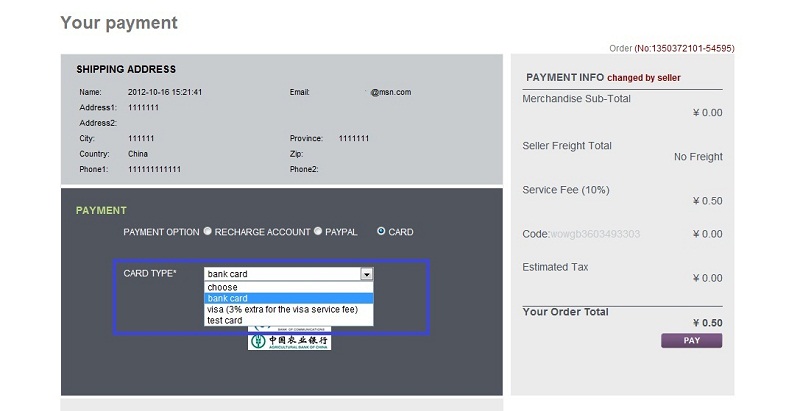 Your payment
Order (No:1350372101-54595)
SHIPPING ADDRESS
Name: 2012-10-16 15:21:41 Email: @msn.com
Address1: 1111111
Address2:
City: 111111 Province: 1111111
Country: China Zip:
Phone1: 111111111111 Phone2:
PAYMENT
PAYMENT OPTION RECHARGE ACCOUNT PAYPAL CARD
CARD TYPE* bank card
choose
bank card
visa (3% extra for the visa service fee)
test card
BANK OF COMMUNICATIONS
中国农业银行
AGRICULTURAL BANK OF CHINA
PAYMENT INFO changed by seller
Merchandise Sub-Total
¥ 0.00
Seller Freight Total
No Freight
Service Fee (10%)
¥ 0.50
Code:wowgb3603493303 ¥ 0.00
Estimated Tax
¥ 0.00
Your Order Total
¥ 0.50
PAY